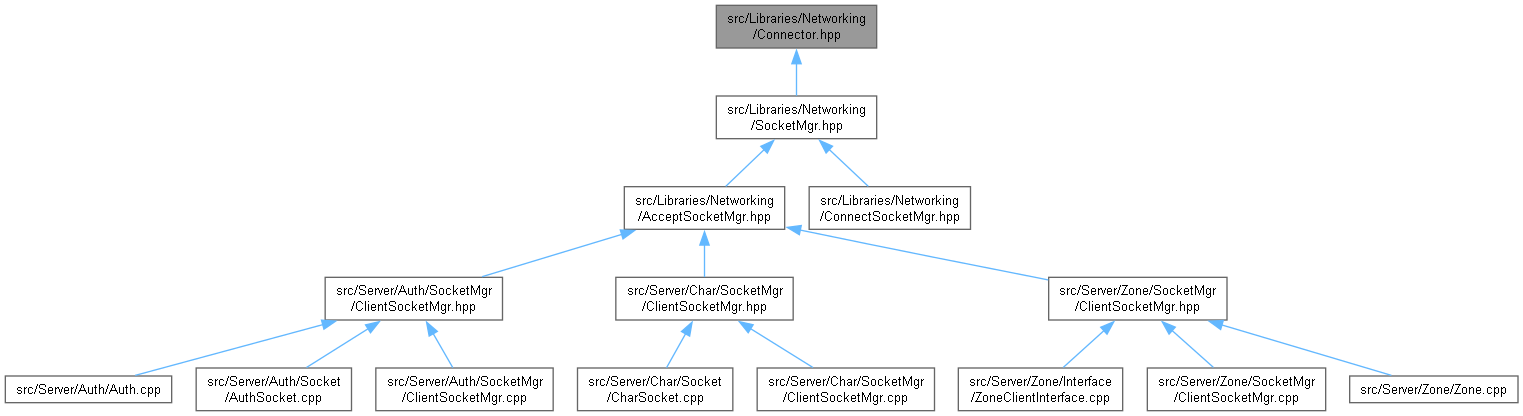 src/Libraries/Networking
/Connector.hpp
src/Libraries/Networking
/SocketMgr.hpp
src/Libraries/Networking
/AcceptSocketMgr.hpp
src/Libraries/Networking
/ConnectSocketMgr.hpp
src/Server/Auth/SocketMgr
/ClientSocketMgr.hpp
src/Server/Char/SocketMgr
/ClientSocketMgr.hpp
src/Server/Zone/SocketMgr
/ClientSocketMgr.hpp
src/Server/Auth/Auth.cpp
src/Server/Auth/Socket
/AuthSocket.cpp
src/Server/Auth/SocketMgr
/ClientSocketMgr.cpp
src/Server/Char/Socket
/CharSocket.cpp
src/Server/Char/SocketMgr
/ClientSocketMgr.cpp
src/Server/Zone/Interface
/ZoneClientInterface.cpp
src/Server/Zone/SocketMgr
/ClientSocketMgr.cpp
src/Server/Zone/Zone.cpp